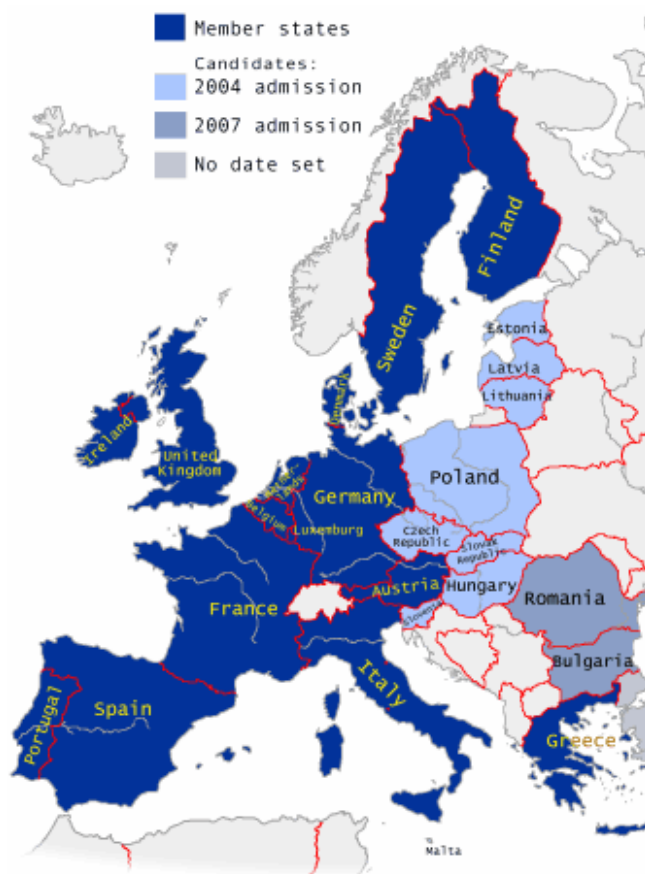 Member states
Candidates:
2004 admission
2007 admission
No date set
Finland
Sweden
Estonia
Latvia
Lithuania
Denmark
Ireland
United
Kingdom
Nether-
lands
Belgium
Germany
Luxemburg
Poland
Czech
Republic
Slovak
Republic
Austria
Hungary
Slovenia
France
Romania
Bulgaria
Italy
Portugal
Spain
Greece
Malta